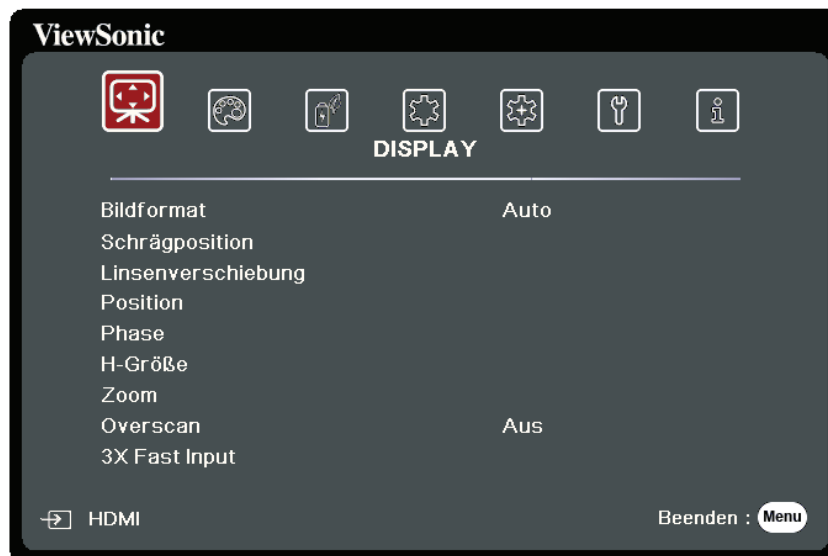 ViewSonic
DISPLAY
Bildformat Auto
Schrägposition
Linsenverschiebung
Position
Phase
H-Größe
Zoom
Overscan Aus
3X Fast Input
HDMI Beenden : Menu